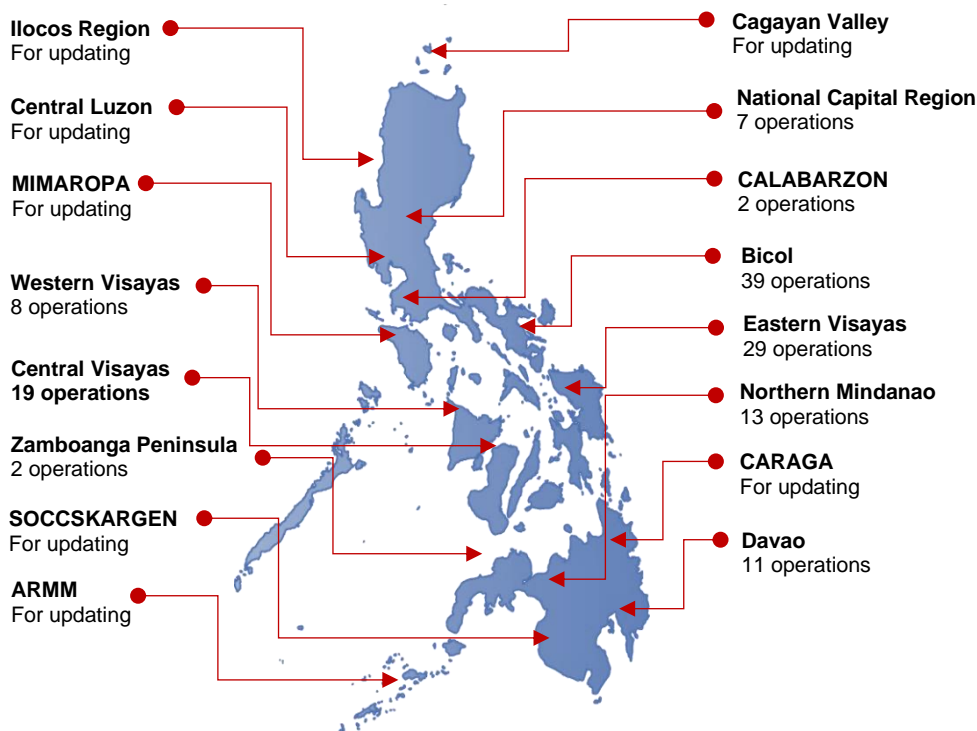 Ilocos Region
For updating
Central Luzon
For updating
MIMAROPA
For updating
Western Visayas
8 operations
Central Visayas
19 operations
Zamboanga Peninsula
2 operations
SOCCSKARGEN
For updating
ARMM
For updating
Cagayan Valley
For updating
National Capital Region
7 operations
CALABARZON
2 operations
Bicol
39 operations
Eastern Visayas
29 operations
Northern Mindanao
13 operations
CARAGA
For updating
Davao
11 operations